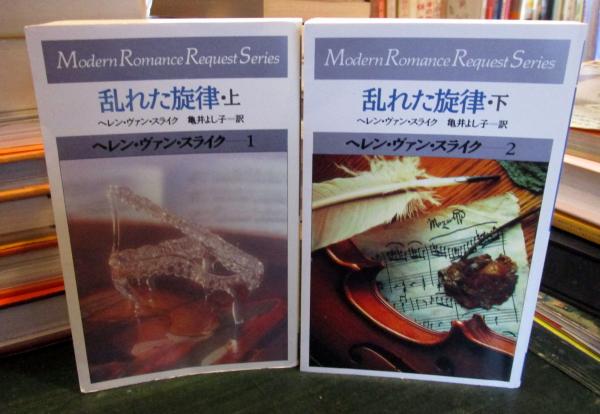 Modern Romance Request Series
乱れた旋律・上
ヘレン・ヴァン・スライク 亀井よし子―訳
ヘレン・ヴァン・スライク―1
Modern Romance Request Series
乱れた旋律・下
ヘレン・ヴァン・スライク 亀井よし子―訳
ヘレン・ヴァン・スライク―2
Mozart